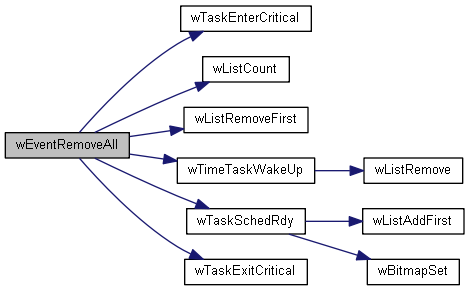 wTaskEnterCritical
wListCount
wListRemoveFirst
wEventRemoveAll
wTimeTaskWakeUp
wListRemove
wTaskSchedRdy
wListAddFirst
wTaskExitCritical
wBitmapSet